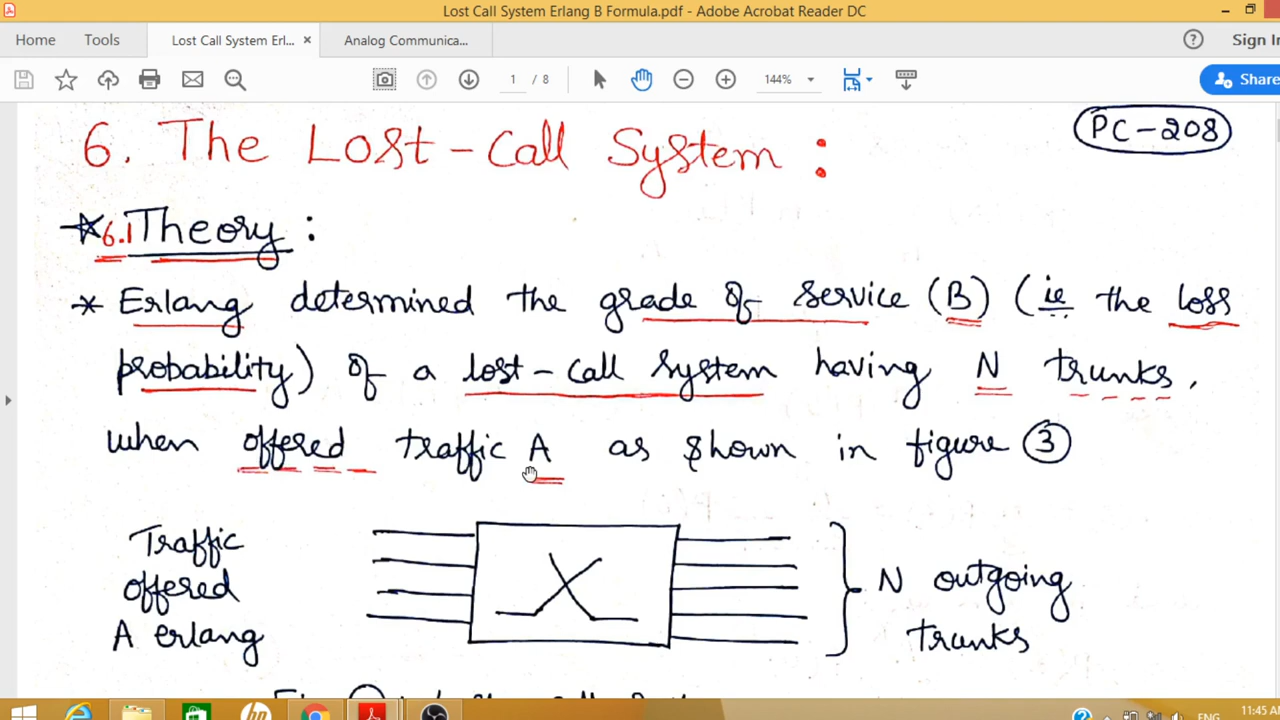 Lost Call System Erlang B Formula.pdf - Adobe Acrobat Reader DC
Home Tools Lost Call System Erl... × Analog Communica... Sign In
1 / 8 144% Share
6. The Lost-Call System :
PC-208
* 6.1 Theory :
* Erlang determined the grade of service (B) (ie the loss
probability) of a lost-call system having N trunks,
when offered traffic A as shown in figure ③
Traffic
offered
A erlang
N outgoing
trunks
ENG
11:45 A